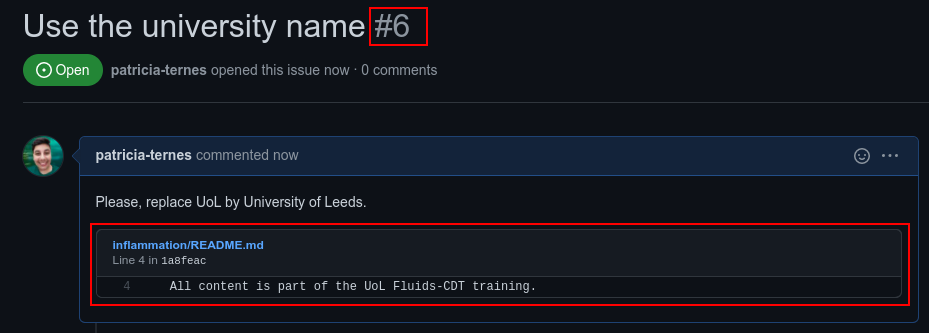 Use the university name #6
Open patricia-ternes opened this issue now · 0 comments
patricia-ternes commented now
Please, replace UoL by University of Leeds.
inflammation/README.md
Line 4 in 1a8feac
4 All content is part of the UoL Fluids-CDT training.